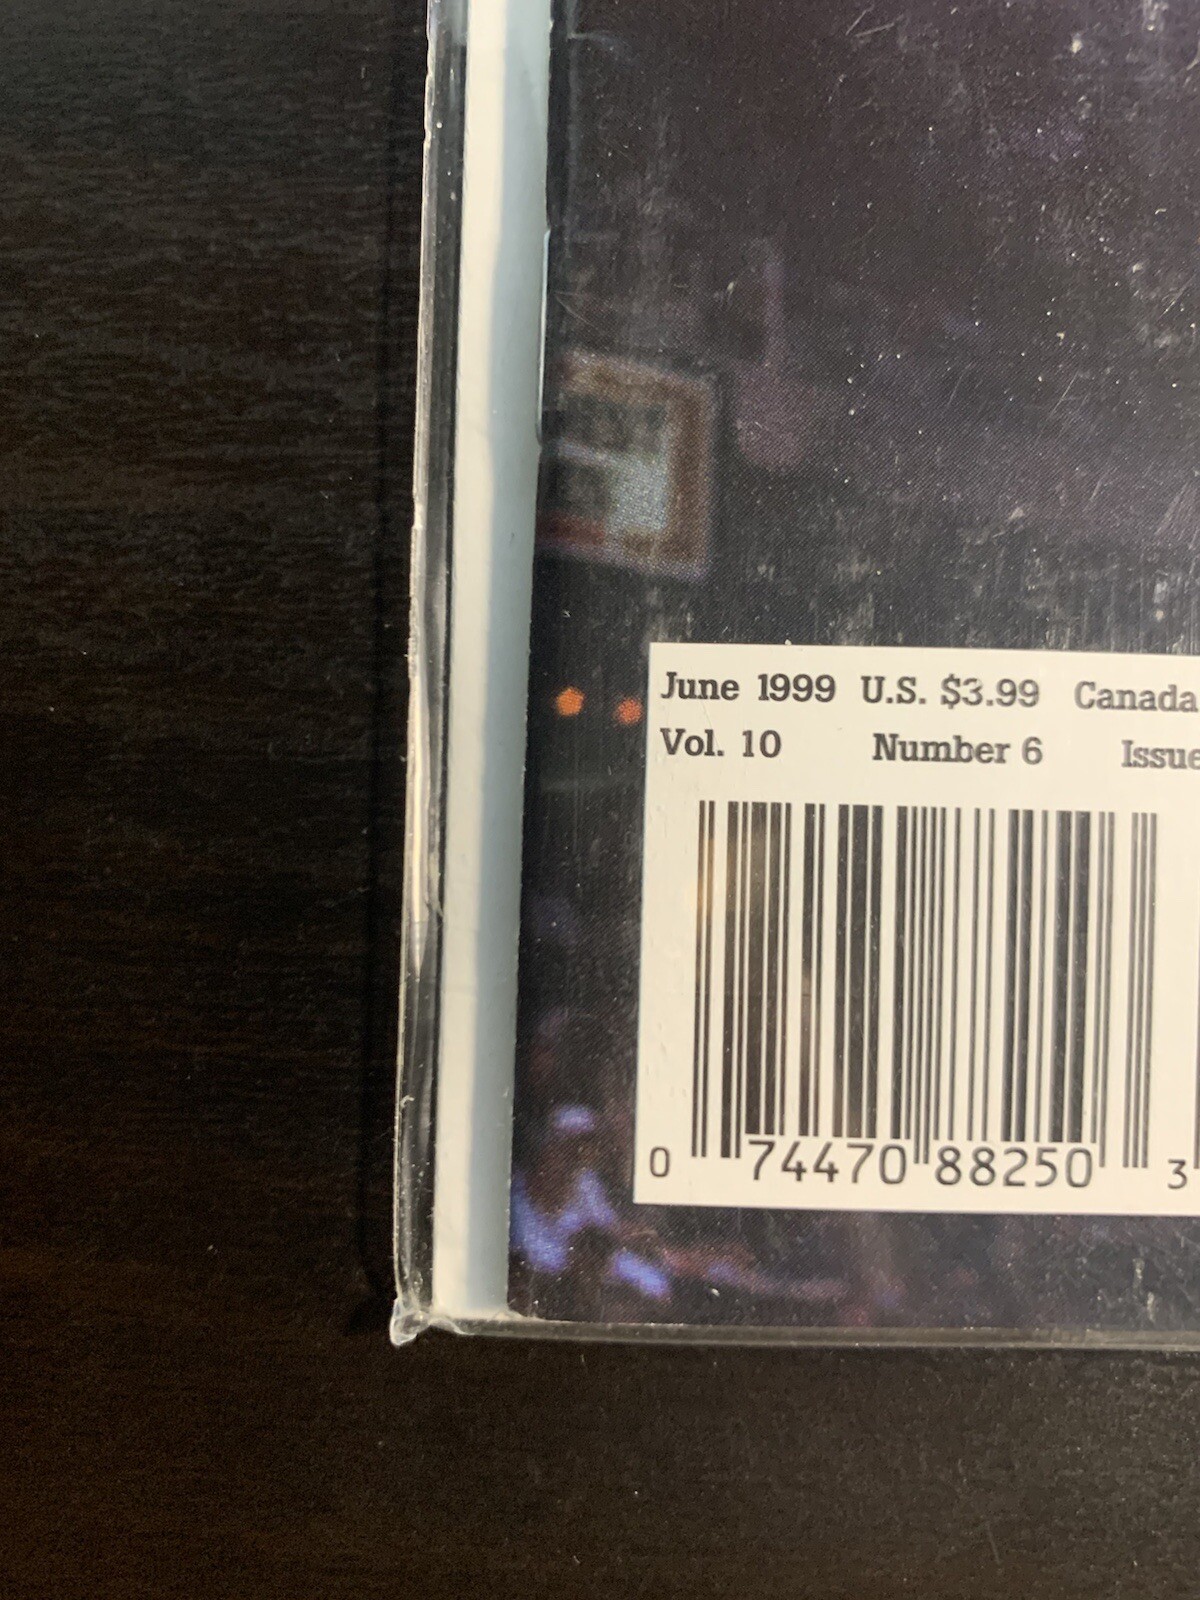 June 1999 U.S. $3.99 Canada
Vol. 10 Number 6 Issue
0 74470 88250 3